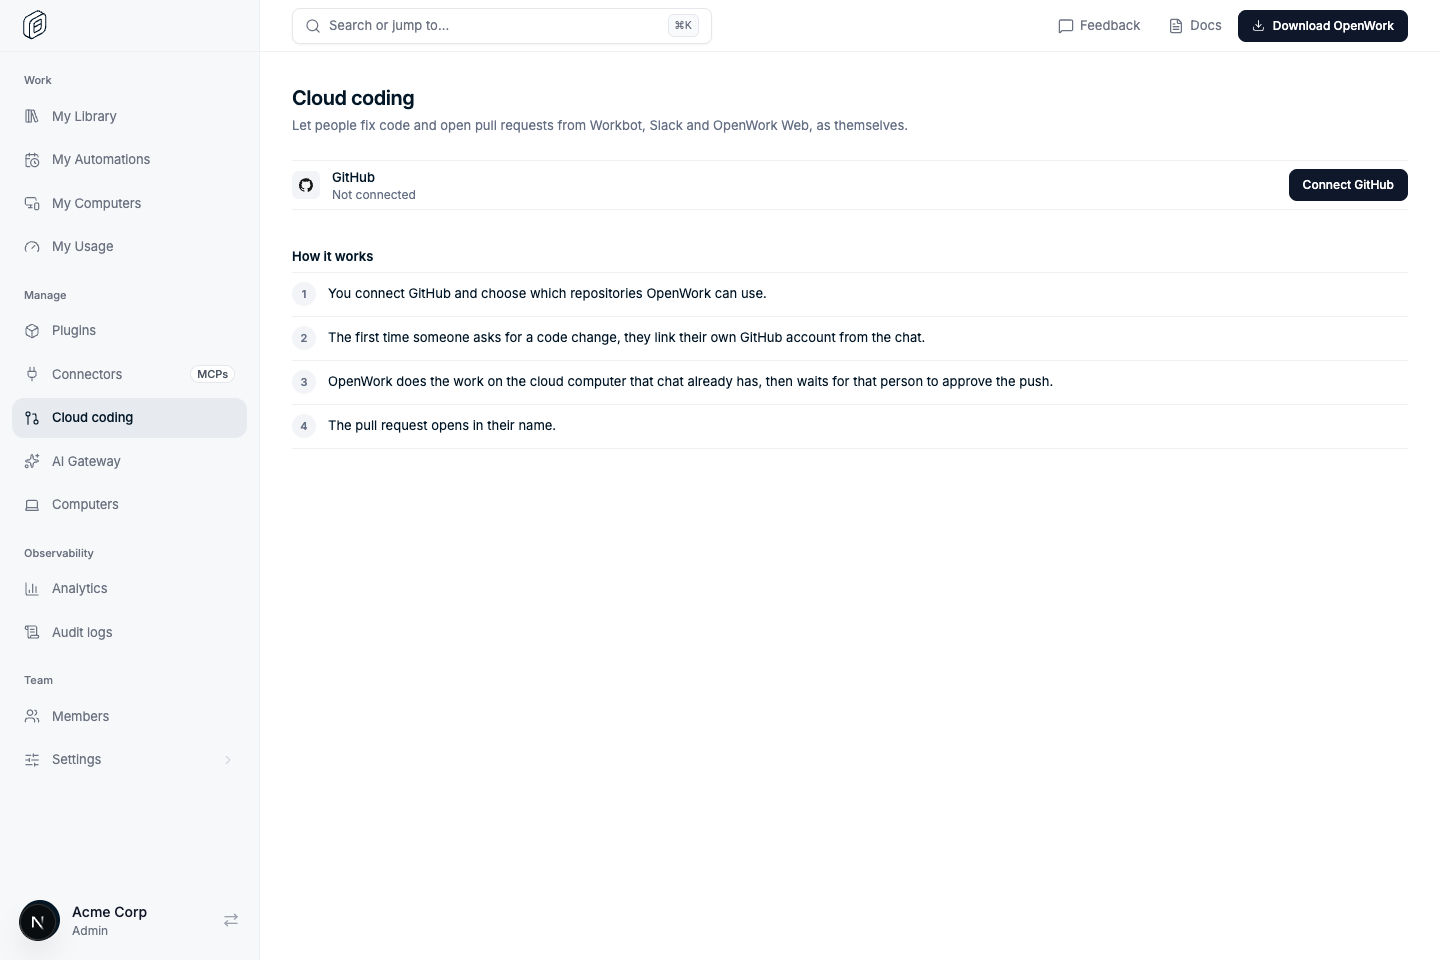 Search or jump to...
⌘K
Feedback
Docs
Download OpenWork
Work
My Library
My Automations
My Computers
My Usage
Manage
Plugins
Connectors
MCPs
Cloud coding
AI Gateway
Computers
Observability
Analytics
Audit logs
Team
Members
Settings
N
Acme Corp
Admin
Cloud coding
Let people fix code and open pull requests from Workbot, Slack and OpenWork Web, as themselves.
GitHub
Not connected
Connect GitHub
How it works
1 You connect GitHub and choose which repositories OpenWork can use.
2 The first time someone asks for a code change, they link their own GitHub account from the chat.
3 OpenWork does the work on the cloud computer that chat already has, then waits for that person to approve the push.
4 The pull request opens in their name.